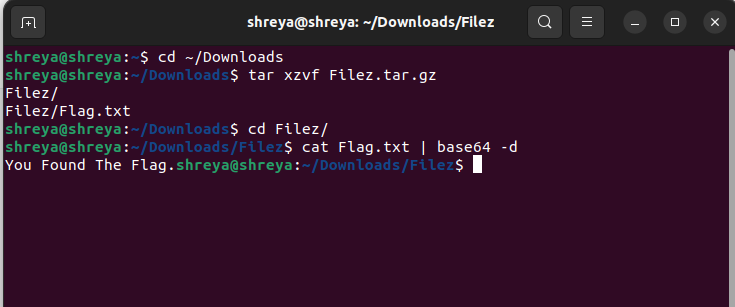 shreya@shreya: ~/Downloads/Filez
shreya@shreya:~$ cd ~/Downloads
shreya@shreya:~/Downloads$ tar xzvf Filez.tar.gz
Filez/
Filez/Flag.txt
shreya@shreya:~/Downloads$ cd Filez/
shreya@shreya:~/Downloads/Filez$ cat Flag.txt | base64 -d
You Found The Flag.shreya@shreya:~/Downloads/Filez$